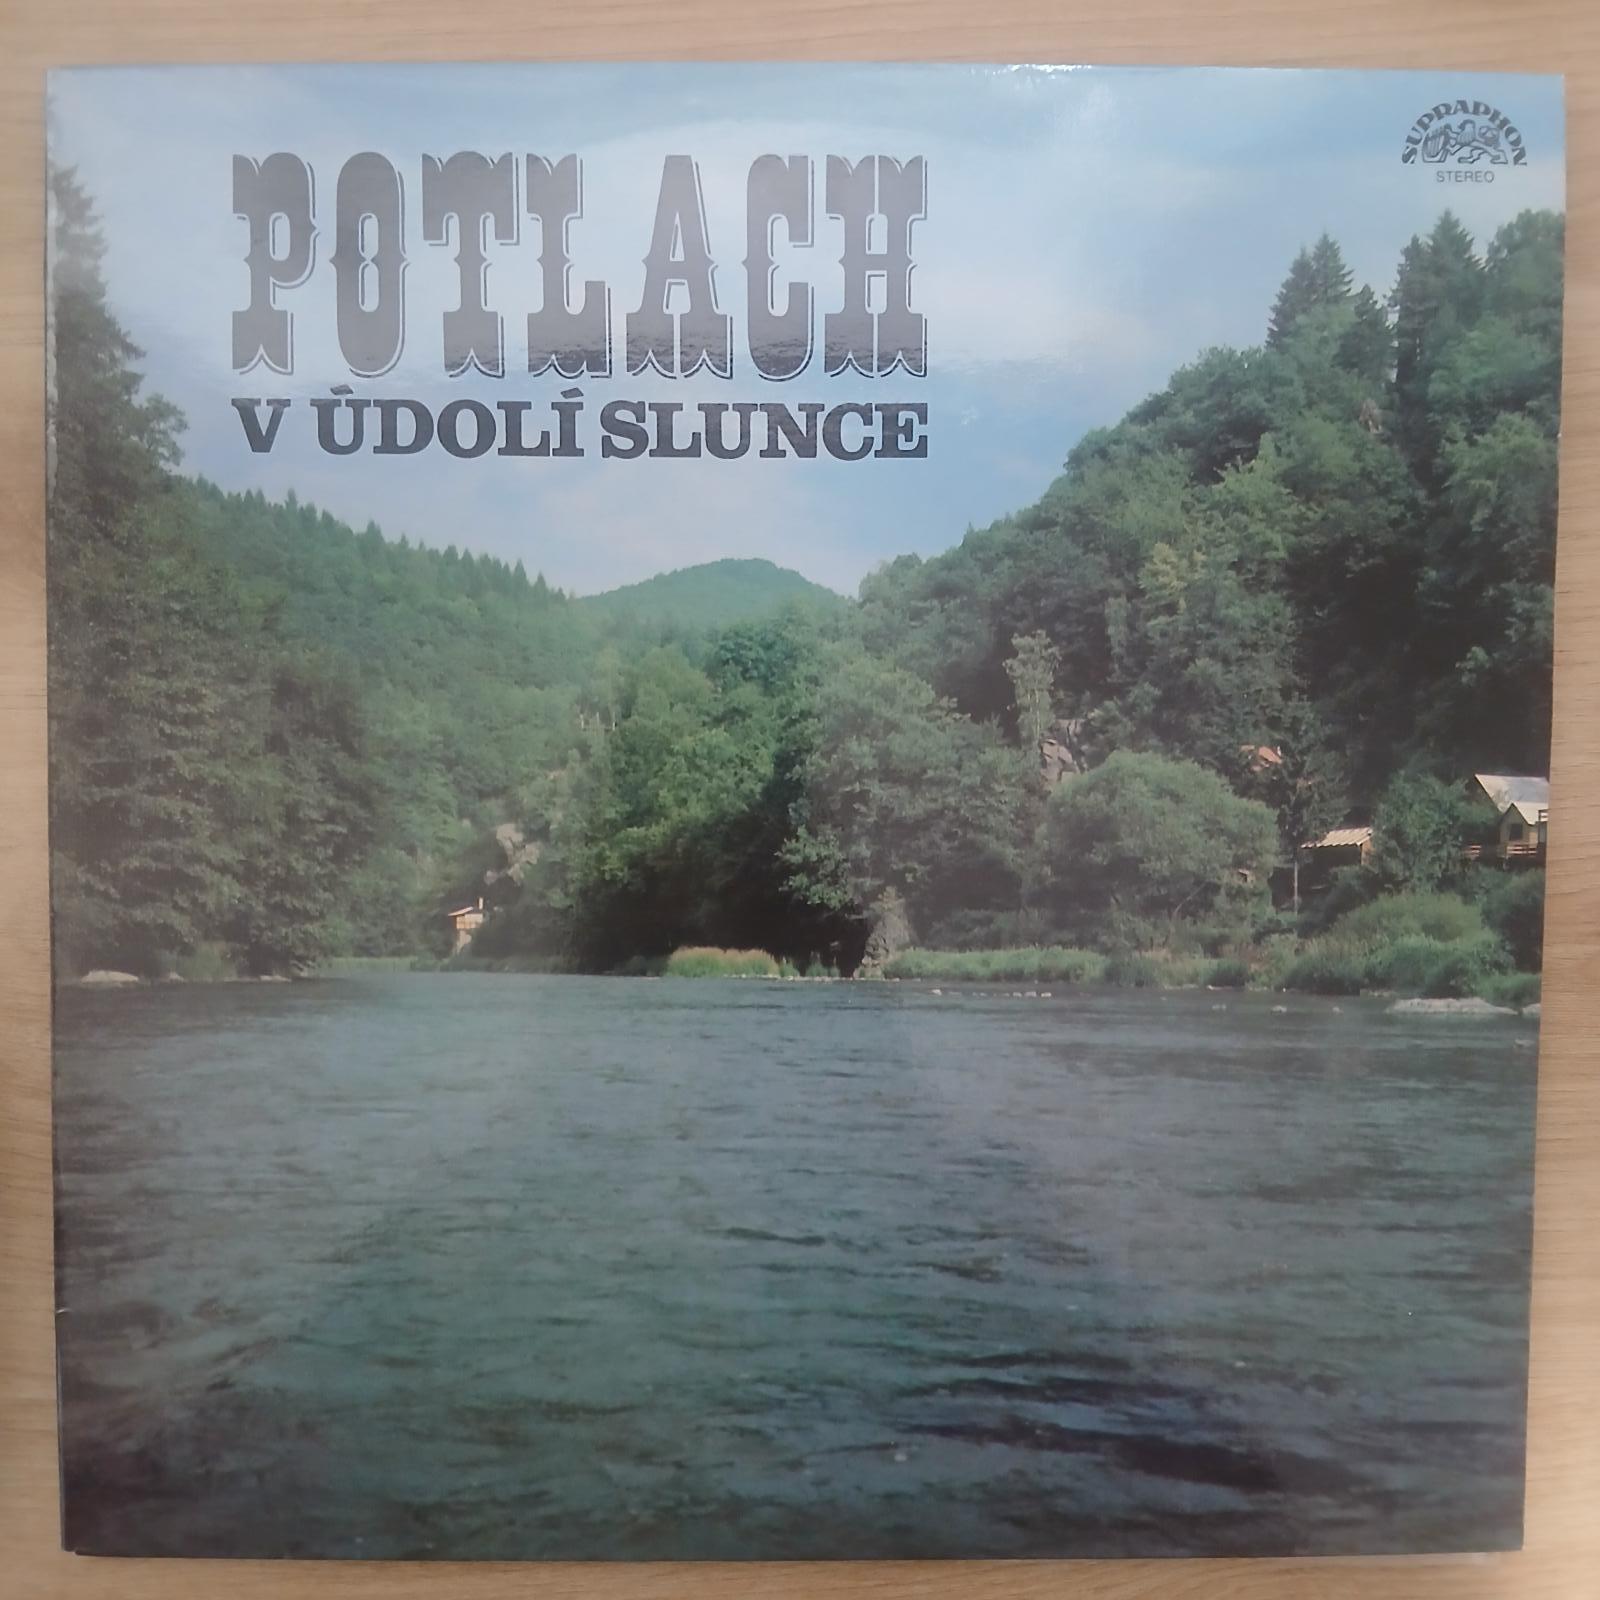 POTLACH
V ÚDOLÍ SLUNCE
SUPRAPHON
STEREO